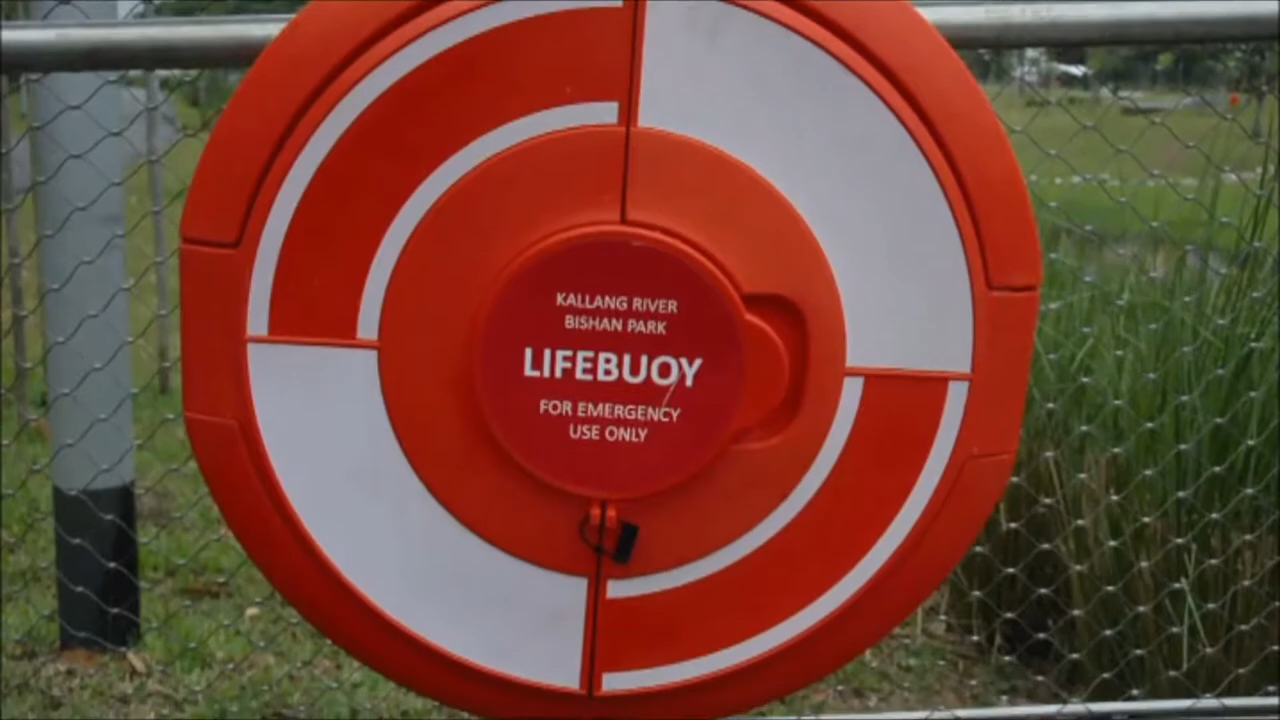 KALLANG RIVER
BISHAN PARK
LIFEBUOY
FOR EMERGENCY
USE ONLY